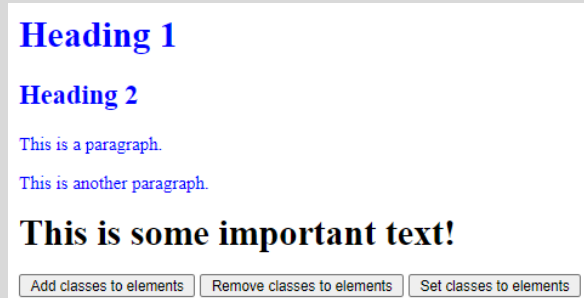 Heading 1
Heading 2
This is a paragraph.
This is another paragraph.
This is some important text!
Add classes to elements Remove classes to elements Set classes to elements